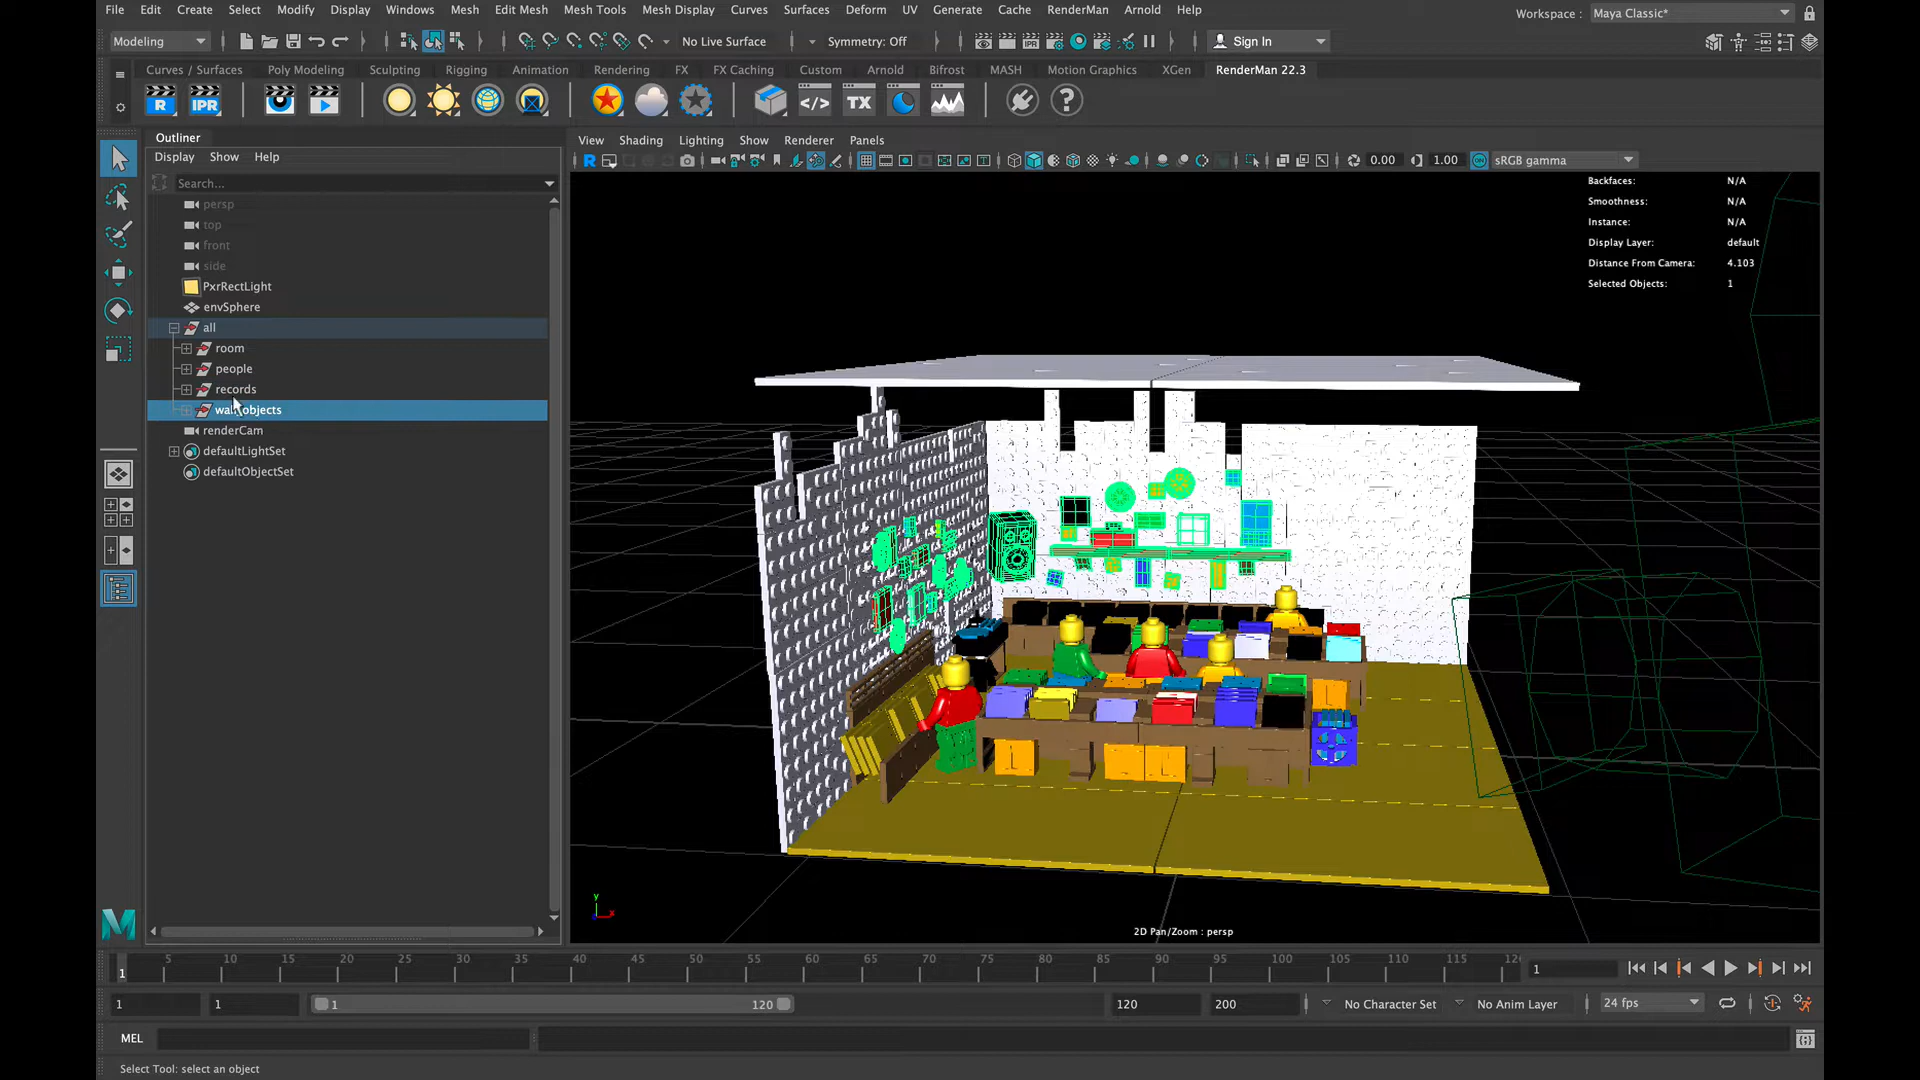 File Edit Create Select Modify Display Windows Mesh Edit Mesh Mesh Tools Mesh Display Curves Surfaces Deform UV Generate Cache RenderMan Arnold Help Workspace : Maya Classic*
Modeling No Live Surface Symmetry: Off Sign In
Curves / Surfaces Poly Modeling Sculpting Rigging Animation Rendering FX FX Caching Custom Arnold Bifrost MASH Motion Graphics XGen RenderMan 22.3
R IPR </> TX ?
Outliner
Display Show Help
Search...
persp
top
front
side
PxrRectLight
envSphere
all
room
people
records
renderCam
defaultLightSet
defaultObjectSet
View Shading Lighting Show Renderer Panels
R 0.00 1.00 ON sRGB gamma
Backfaces: N/A
Smoothness: N/A
Instance: N/A
Display Layer: default
Distance From Camera: 4.103
Selected Objects: 1
y
x
2D Pan/Zoom : persp
1 5 10 15 20 25 30 35 40 45 50 55 60 65 70 75 80 85 90 95 100 105 110 115 1
1 1 1 120 120 200 No Character Set No Anim Layer 24 fps
MEL
Select Tool: select an object